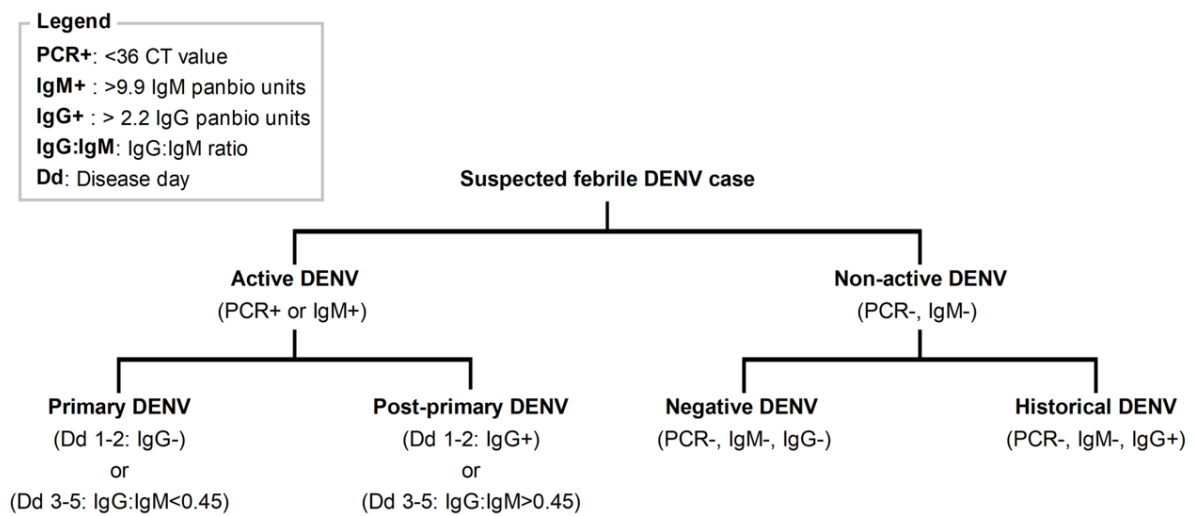 Legend
PCR+: <36 CT value
IgM+ : >9.9 IgM panbio units
IgG+ : > 2.2 IgG panbio units
IgG:IgM: IgG:IgM ratio
Dd: Disease day
Suspected febrile DENV case
Active DENV
(PCR+ or IgM+)
Non-active DENV
(PCR-, IgM-)
Primary DENV
(Dd 1-2: IgG-)
or
(Dd 3-5: IgG:IgM<0.45)
Post-primary DENV
(Dd 1-2: IgG+)
or
(Dd 3-5: IgG:IgM>0.45)
Negative DENV
(PCR-, IgM-, IgG-)
Historical DENV
(PCR-, IgM-, IgG+)